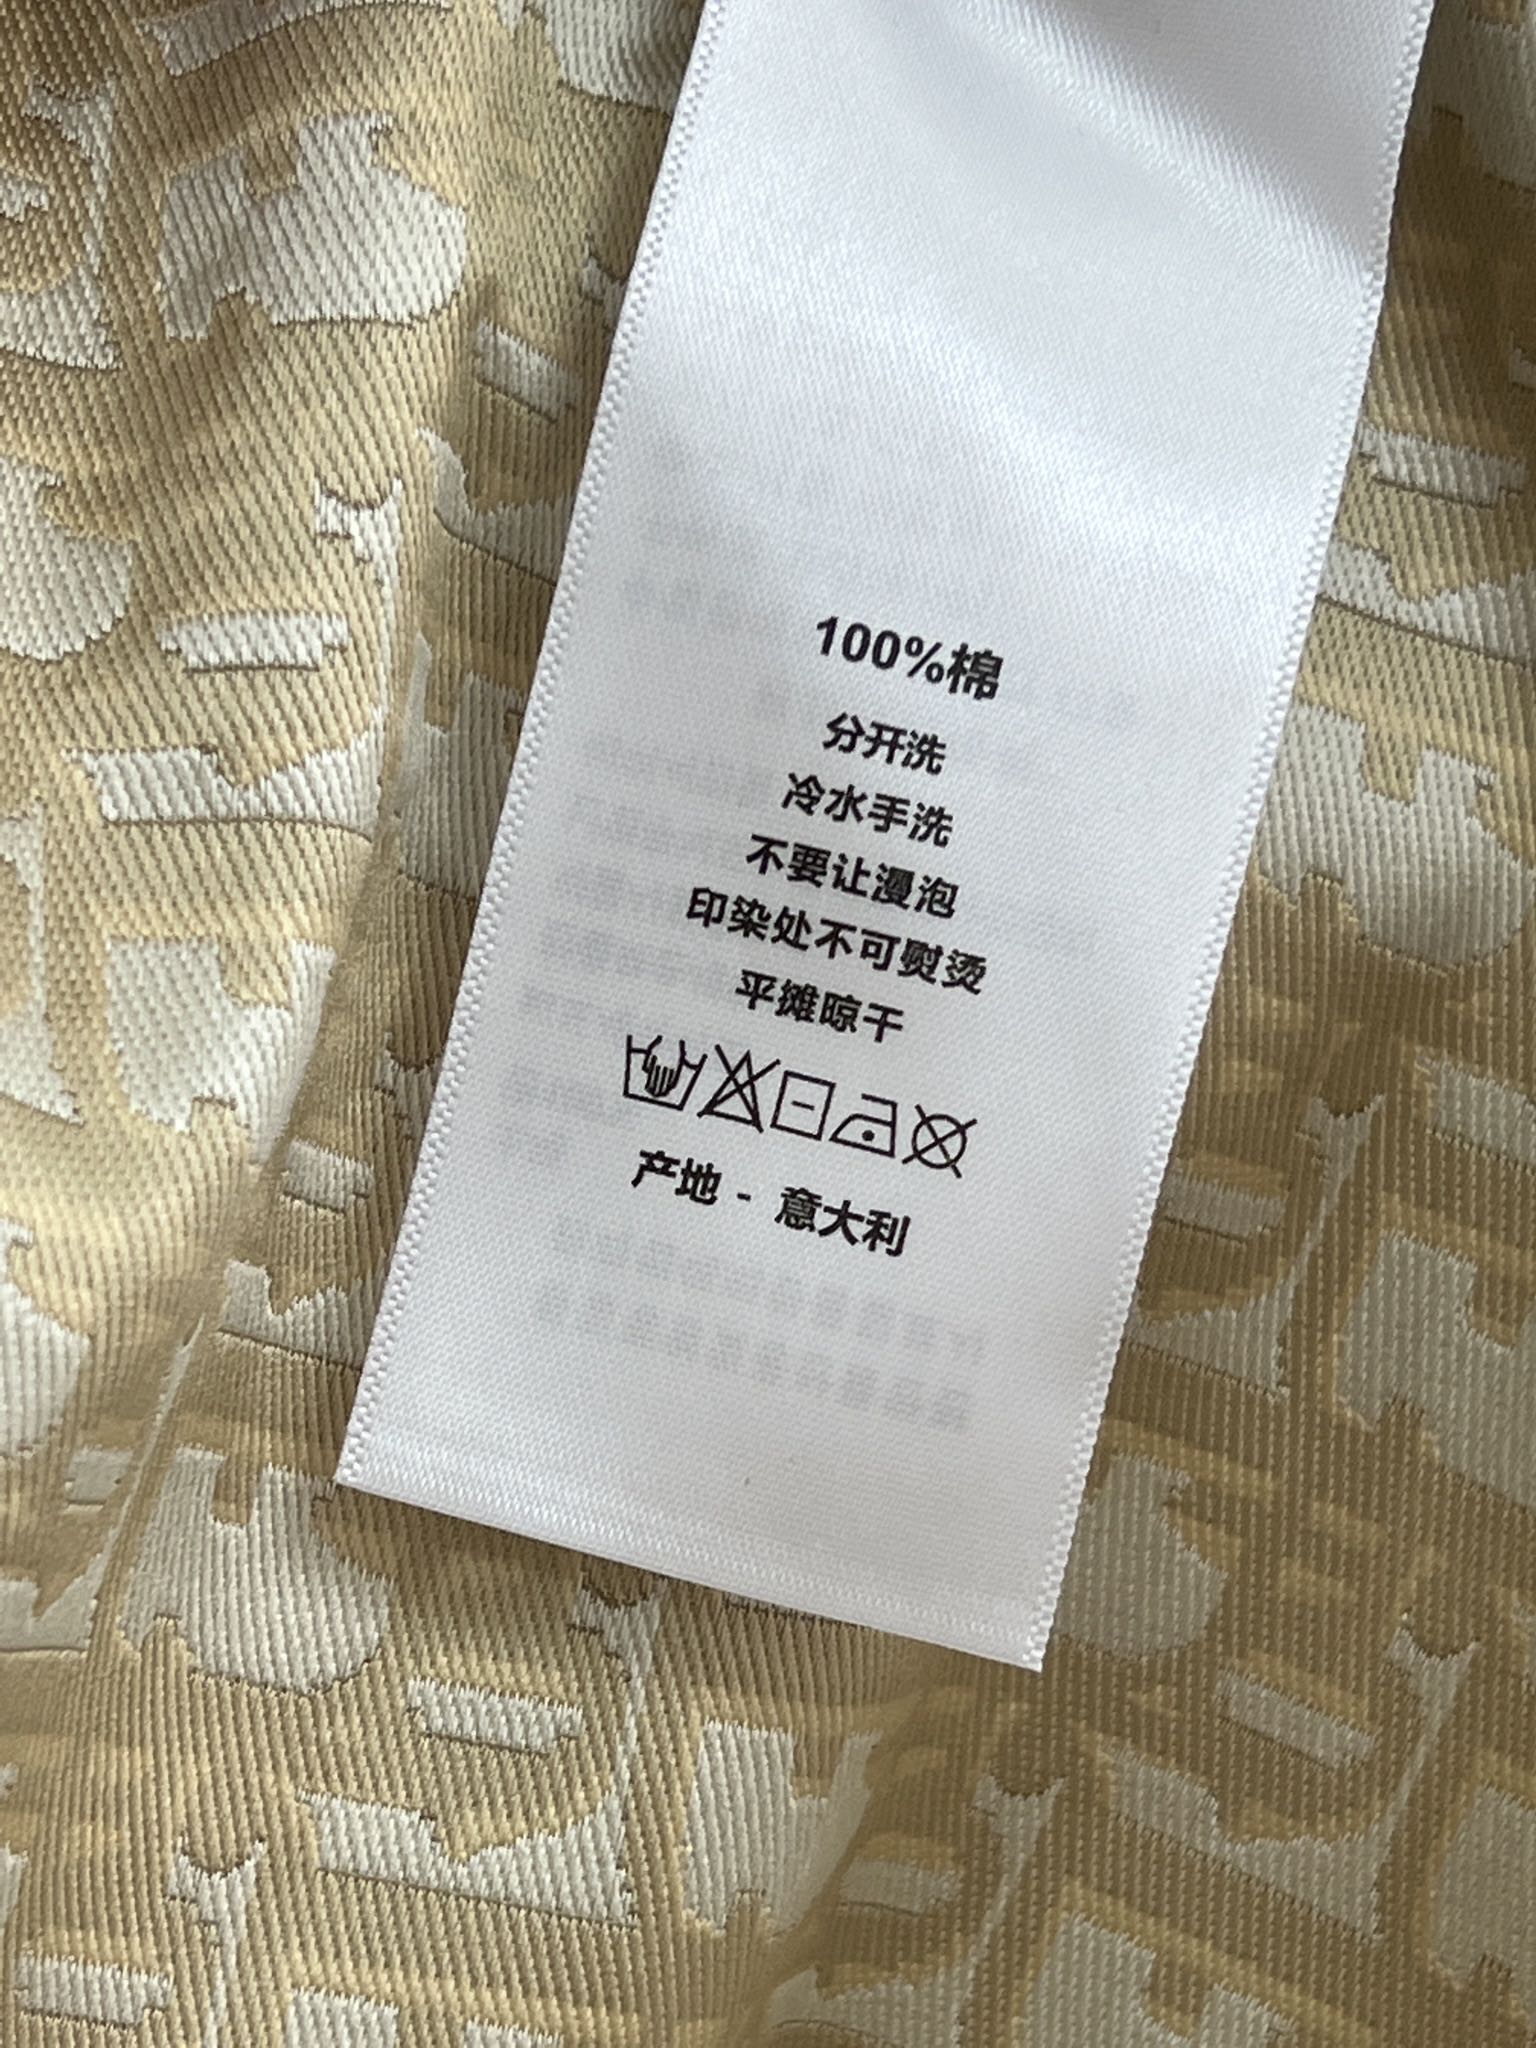 100%棉
分开洗
冷水手洗
不要让漫泡
印染处不可熨烫
平摊晾干
产地 - 意大利